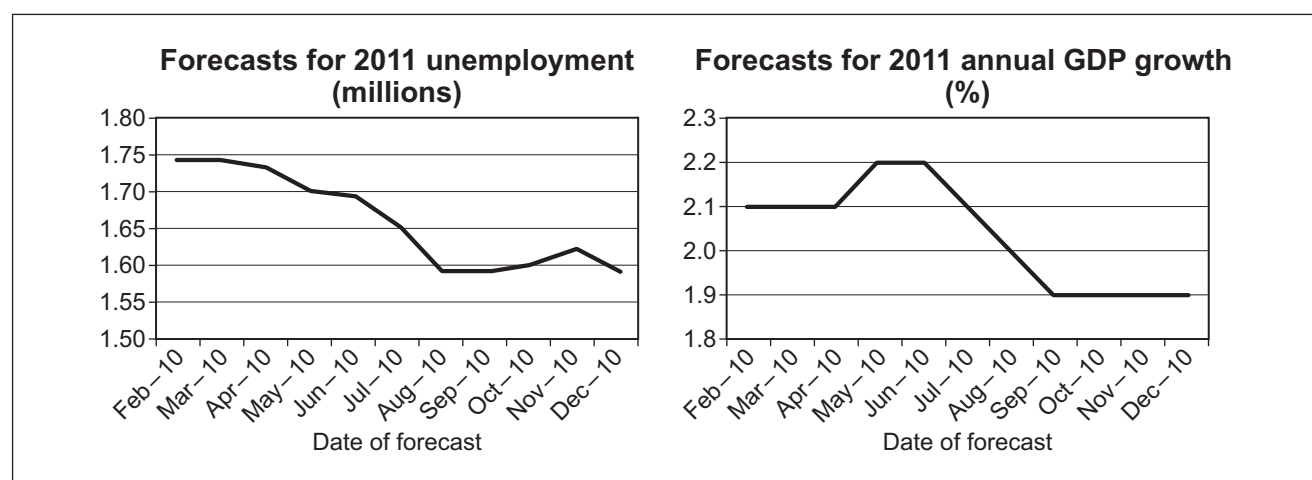 Forecasts for 2011 unemployment
(millions)
1.80
1.75
1.70
1.65
1.60
1.55
1.50
Feb–10
Mar–10
Apr–10
May–10
Jun–10
Jul–10
Aug–10
Sep–10
Oct–10
Nov–10
Dec–10
Date of forecast
Forecasts for 2011 annual GDP growth
(%)
2.3
2.2
2.1
2.0
1.9
1.8
Feb–10
Mar–10
Apr–10
May–10
Jun–10
Jul–10
Aug–10
Sep–10
Oct–10
Nov–10
Dec–10
Date of forecast